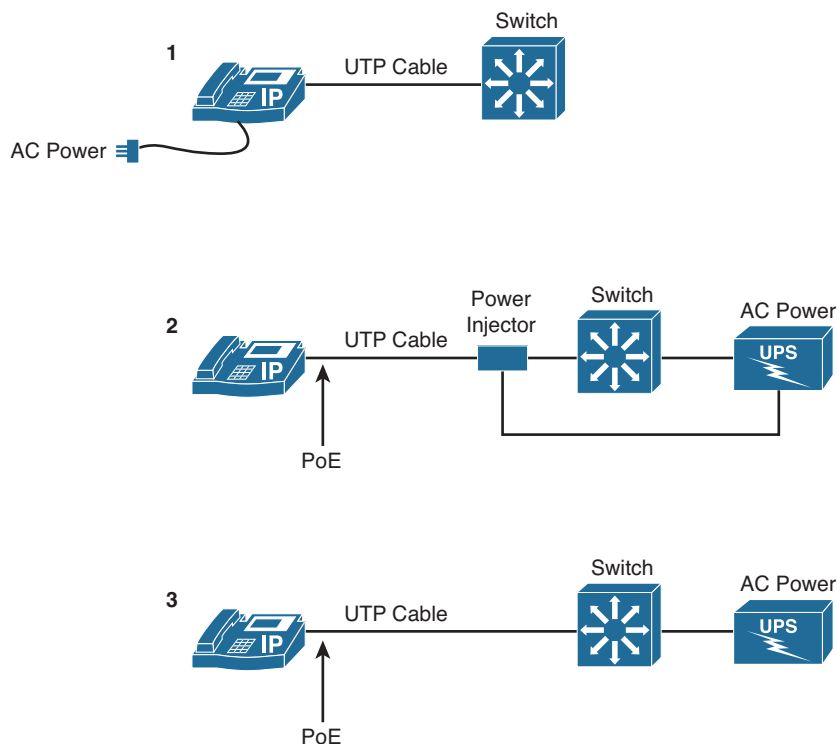 Switch
1
UTP Cable
IP
AC Power
Power
Injector
Switch
AC Power
2
UTP Cable
UPS
IP
PoE
Switch
AC Power
3
UTP Cable
UPS
IP
PoE